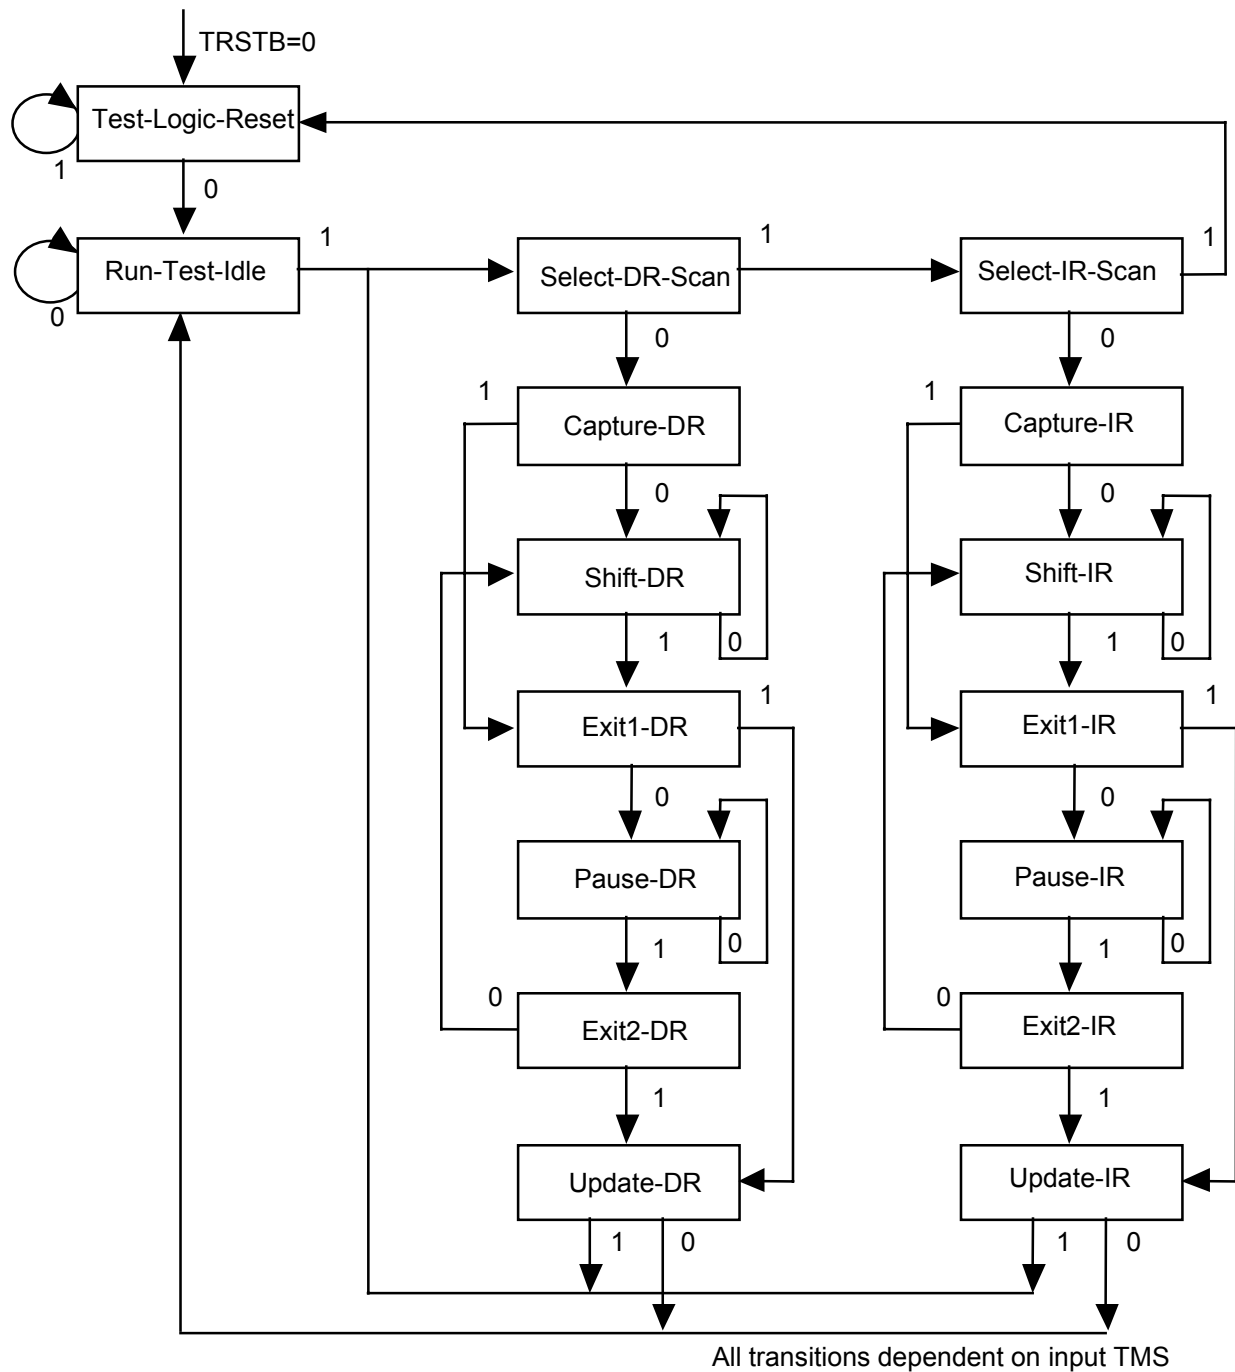 TRSTB=0
Test-Logic-Reset
1
0
Run-Test-Idle
1
0
Select-DR-Scan
1
Select-IR-Scan
1
0
0
1
Capture-DR
1
Capture-IR
0
0
Shift-DR
Shift-IR
1
0
1
0
Exit1-DR
1
Exit1-IR
1
0
0
Pause-DR
Pause-IR
1
0
1
0
0
Exit2-DR
0
Exit2-IR
1
1
Update-DR
Update-IR
1
0
1
0
All transitions dependent on input TMS